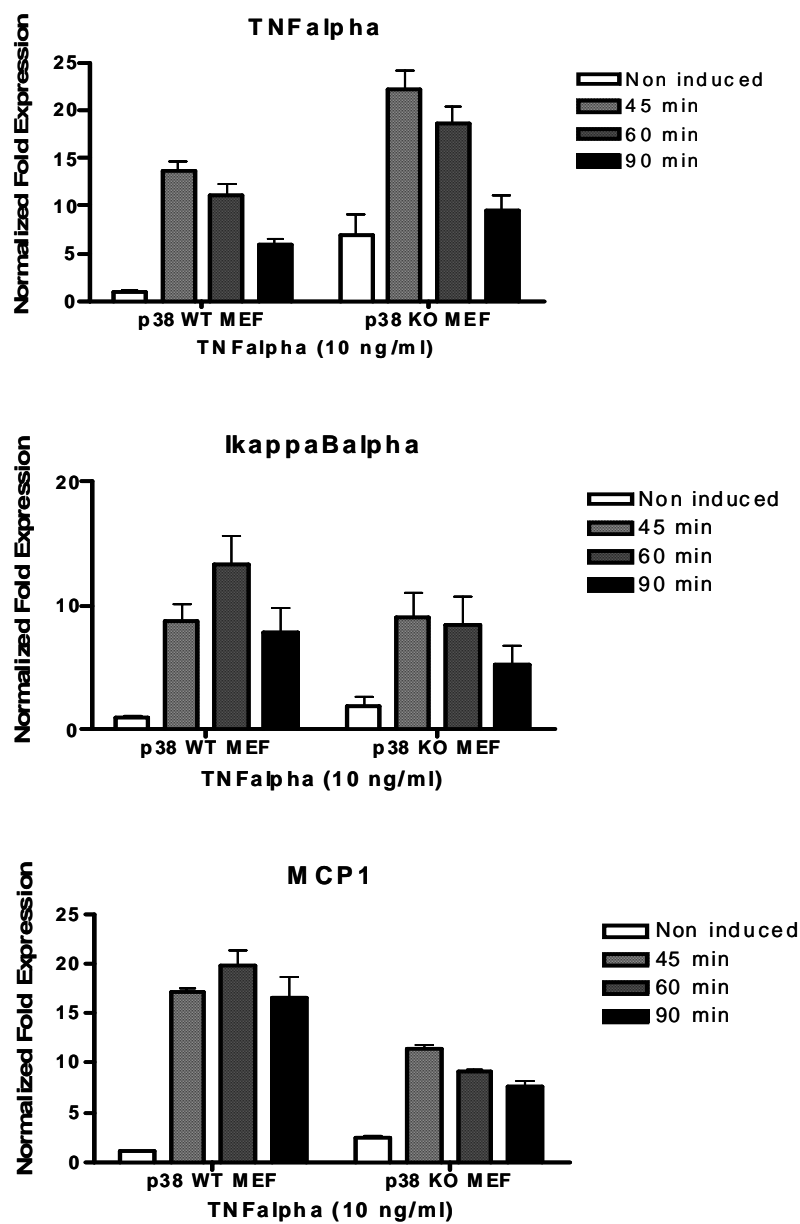 TNFalpha
Normalized Fold Expression
25
20
15
10
5
0
Non induced
45 min
60 min
90 min
p38 WT MEF p38 KO MEF
TNFalpha (10 ng/ml)
IkappaBalpha
Normalized Fold Expression
20
10
0
Non induced
45 min
60 min
90 min
p38 WT MEF p38 KO MEF
TNFalpha (10 ng/ml)
MCP1
Normalized Fold Expression
25
20
15
10
5
0
Non induced
45 min
60 min
90 min
p38 WT MEF p38 KO MEF
TNFalpha (10 ng/ml)